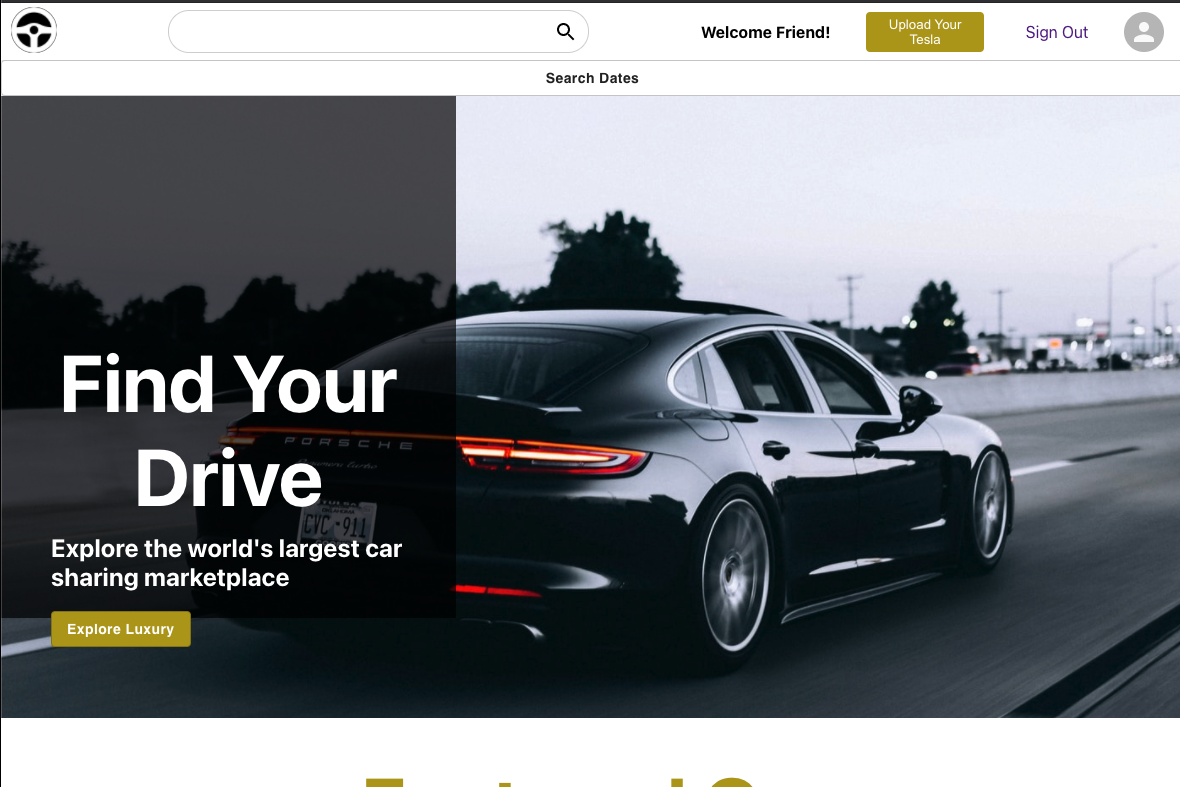 Welcome Friend!
Upload Your
Tesla
Sign Out
Search Dates
Find Your
Drive
PORSCHE
Panamera Turbo
OKLAHOMA
CVC-911
Explore the world's largest car
sharing marketplace
Explore Luxury